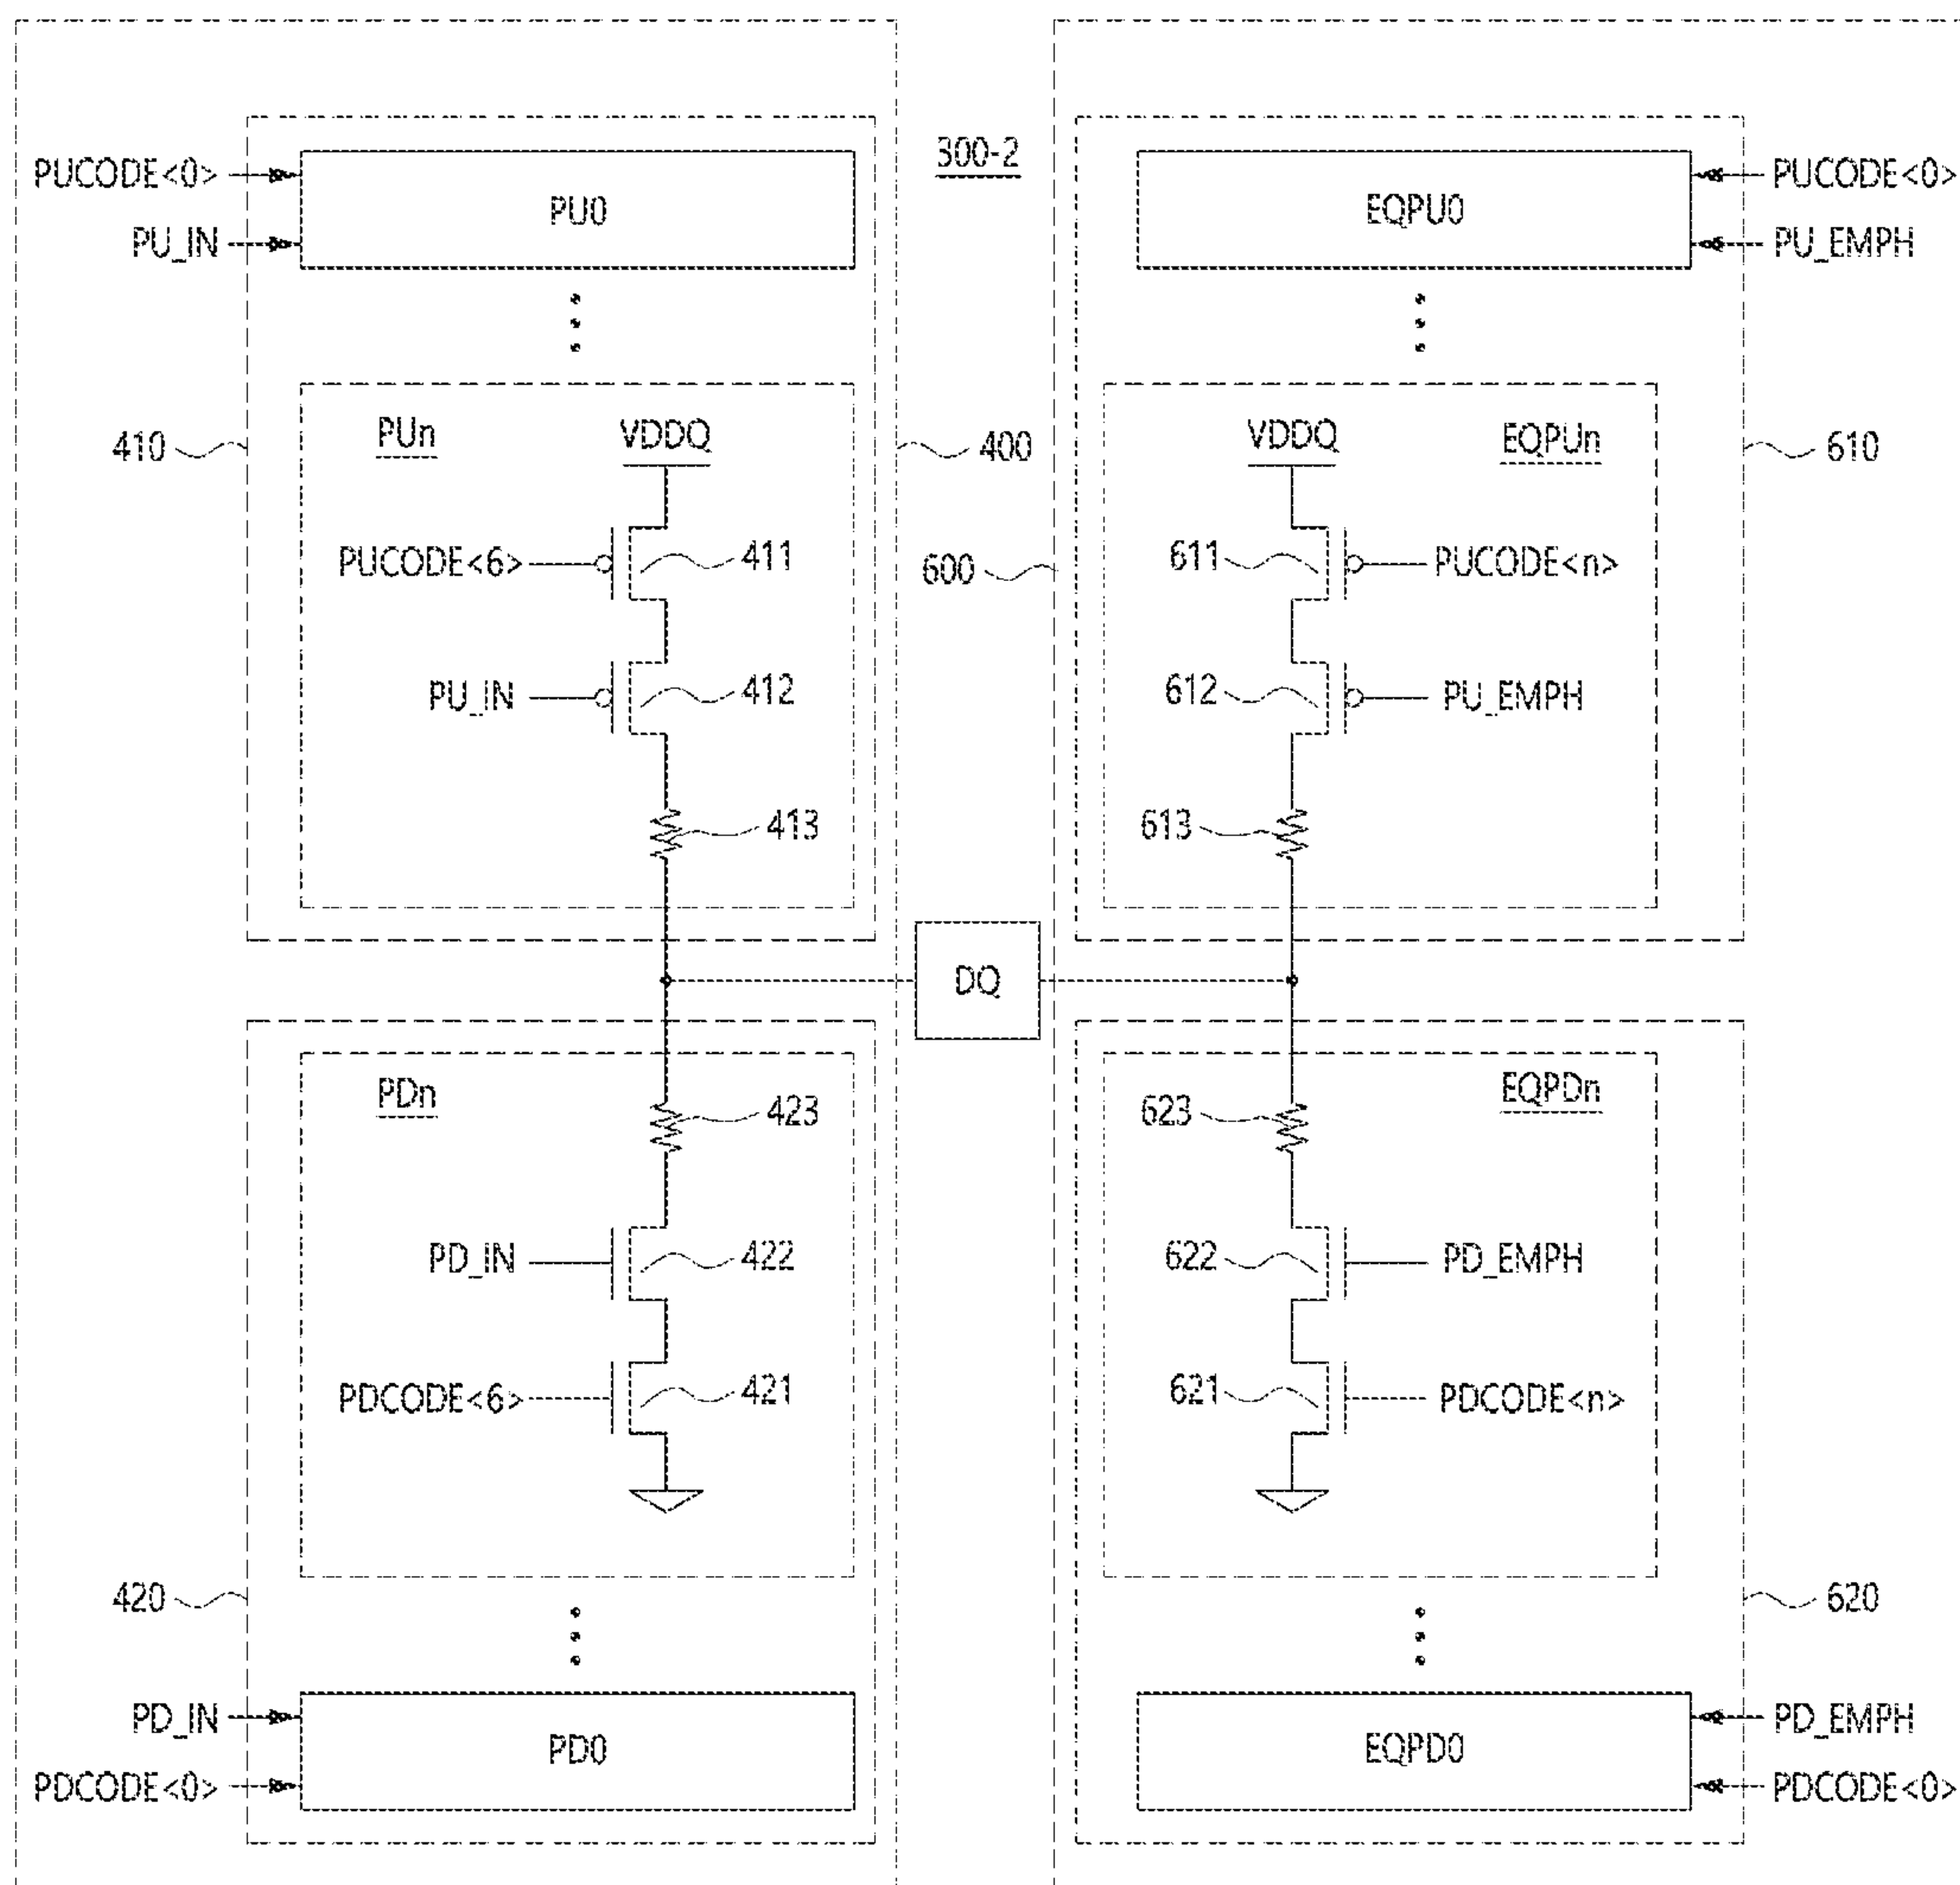 300-2
PUCODE<0>
PU_IN
PU0
410
400
PUn
VDDQ
PUCODE<6>
411
PU_IN
412
413
EQPU0
PUCODE<0>
PU_EMPH
600
610
VDDQ
EQPUn
611
PUCODE<n>
612
PU_EMPH
613
DQ
PDn
423
PD_IN
422
PDCODE<6>
421
420
PD_IN
PD0
PDCODE<0>
EQPDn
623
622
PD_EMPH
621
PDCODE<n>
620
EQPD0
PD_EMPH
PDCODE<0>